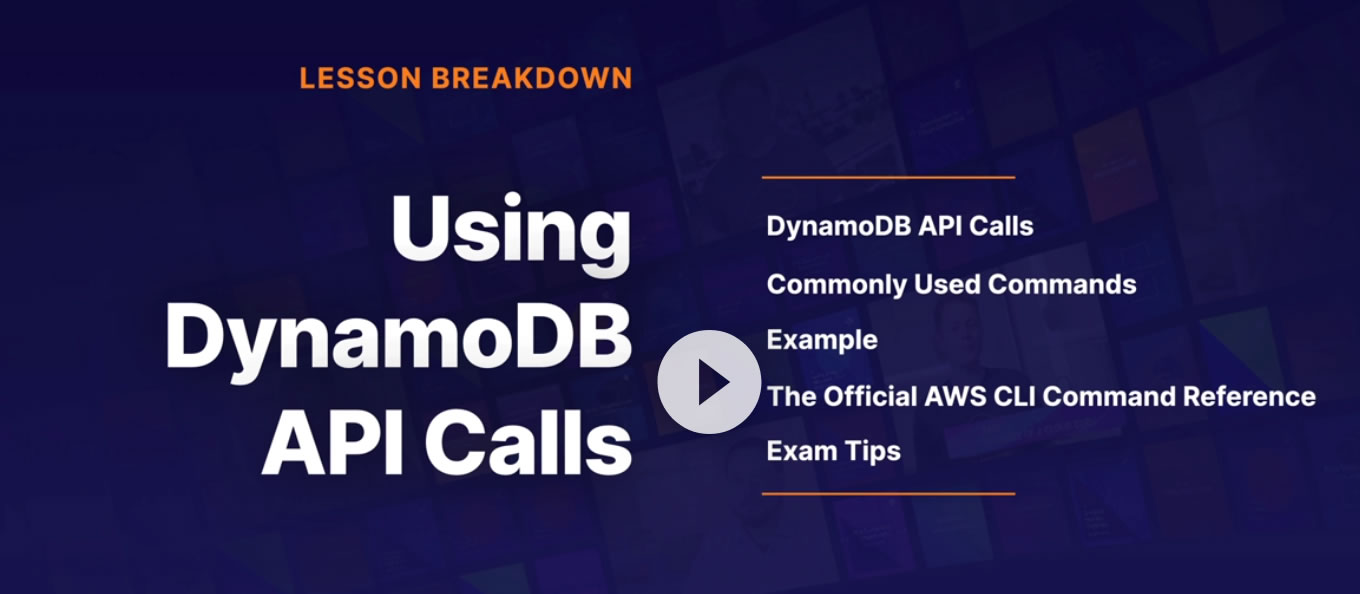 LESSON BREAKDOWN
Using
DynamoDB
API Calls
DynamoDB API Calls
Commonly Used Commands
Example
The Official AWS CLI Command Reference
Exam Tips